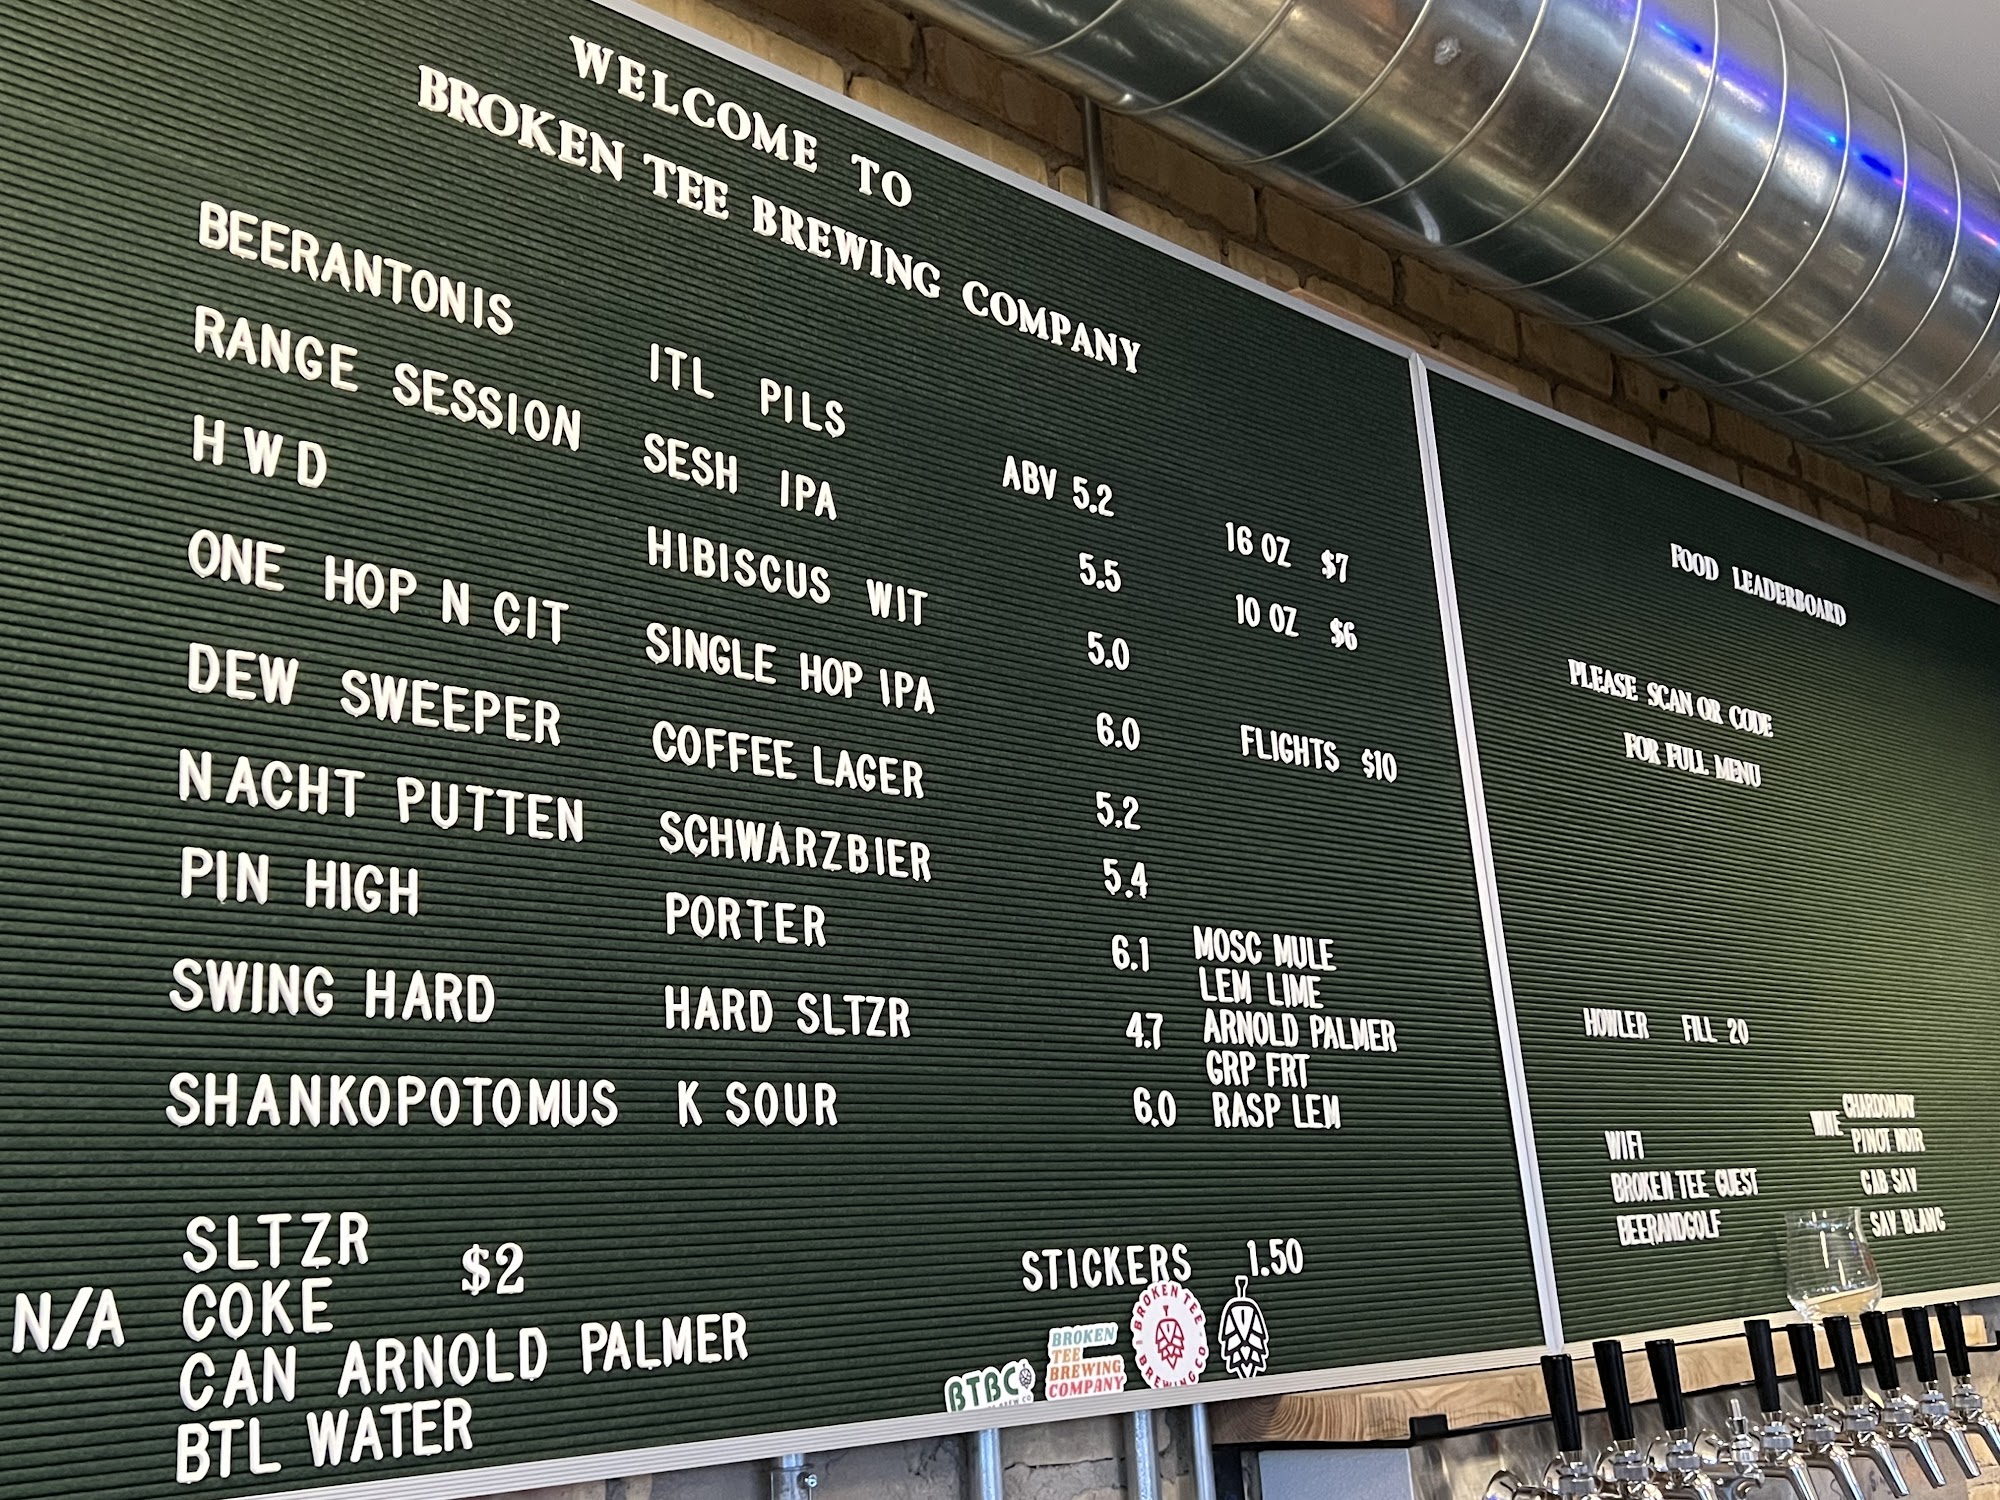 WELCOME TO
BROKEN TEE BREWING COMPANY
BEERANTONIS ITL PILS ABV 5.2
RANGE SESSION SESH IPA 5.5
HWD HIBISCUS WIT 5.0
ONE HOP N CIT SINGLE HOP IPA 6.0
DEW SWEEPER COFFEE LAGER 5.2
NACHT PUTTEN SCHWARZBIER 5.4
PIN HIGH PORTER 6.1
SWING HARD HARD SLTZR 4.7
SHANKOPOTOMUS K SOUR 6.0
16 OZ $7
10 OZ $6
FLIGHTS $10
MOSC MULE
LEM LIME
ARNOLD PALMER
GRP FRT
RASP LEM
N/A
SLTZR
COKE
CAN ARNOLD PALMER
BTL WATER
$2
STICKERS 1.50
BTBC
BROKEN
TEE
BREWING
COMPANY
BROKEN TEE
BREWING CO
FOOD LEADERBOARD
PLEASE SCAN QR CODE
FOR FULL MENU
HOWLER FILL 20
WIFI
BROKEN TEE GUEST
BEERANDGOLF
WINE
CHARDONNAY
PINOT NOIR
CAB SAV
SAV BLANC